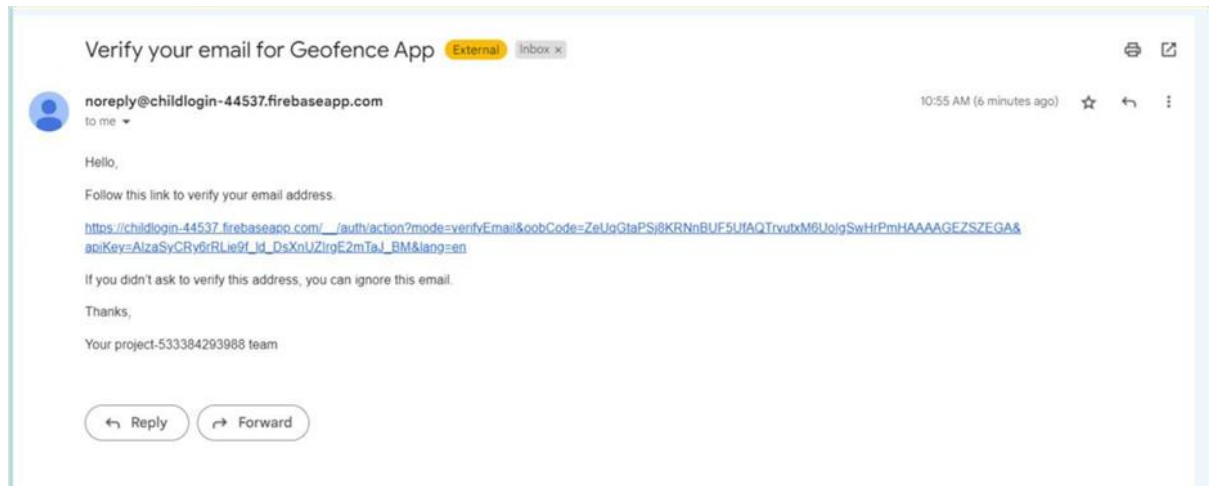 Verify your email for Geofence App External Inbox x
noreply@childlogin-44537.firebaseapp.com 10:55 AM (6 minutes ago)
to me
Hello,
Follow this link to verify your email address.
https://childlogin-44537.firebaseapp.com/__/auth/action?mode=verifyEmail&oobCode=ZeUqGtaPSj8KRNnBUF5UfAQTrvutxM6UolgSwHrPmHAAAAGEZSZEGA&
apiKey=AIzaSyCRy6rRLie9f_ld_DsXnUZlrgE2mTaJ_BM&lang=en
If you didn't ask to verify this address, you can ignore this email.
Thanks,
Your project-533384293988 team
Reply Forward